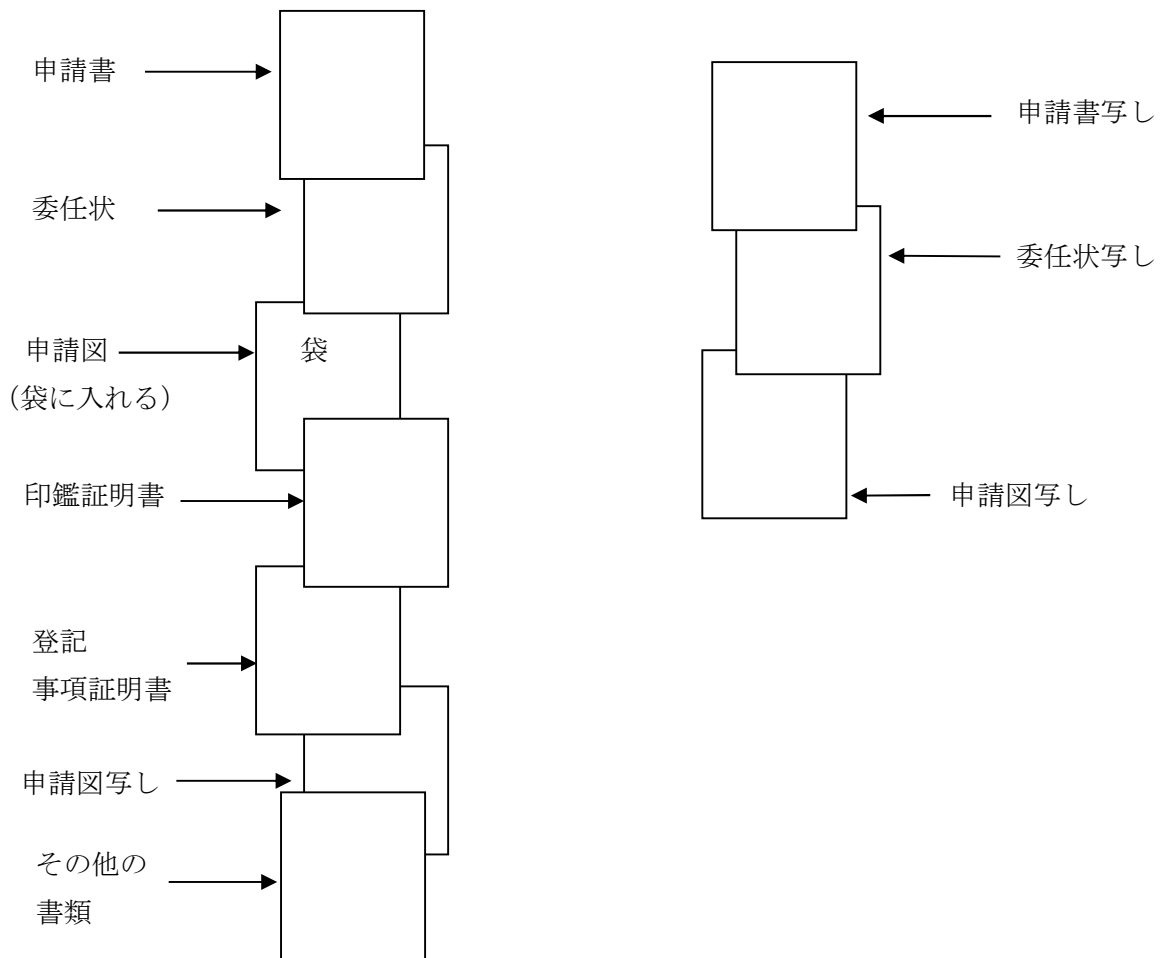 申請書
委任状
申請図
(袋に入れる)
袋
印鑑証明書
登記
事項証明書
申請図写し
その他の
書類
申請書写し
委任状写し
申請図写し